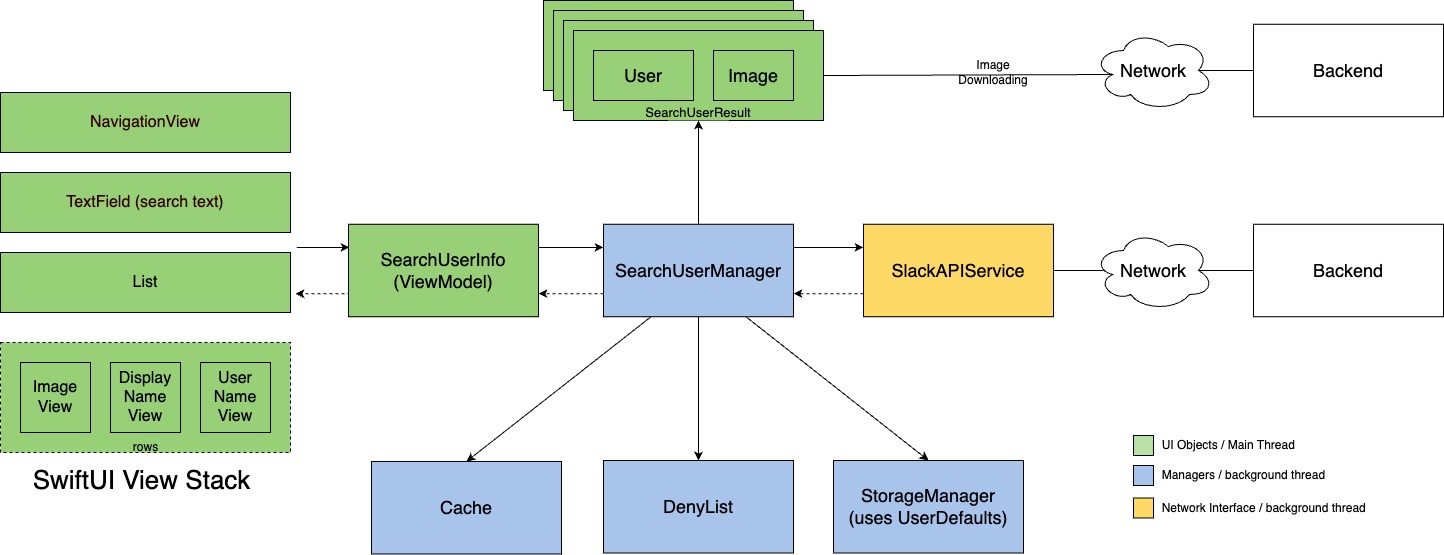 User
Image
SearchUserResult
Image
Downloading
Network
Backend
NavigationView
TextField (search text)
List
SearchUserInfo
(ViewModel)
SearchUserManager
SlackAPIService
Network
Backend
Image
View
Display
Name
View
User
Name
View
rows
SwiftUI View Stack
Cache
DenyList
StorageManager
(uses UserDefaults)
UI Objects / Main Thread
Managers / background thread
Network Interface / background thread